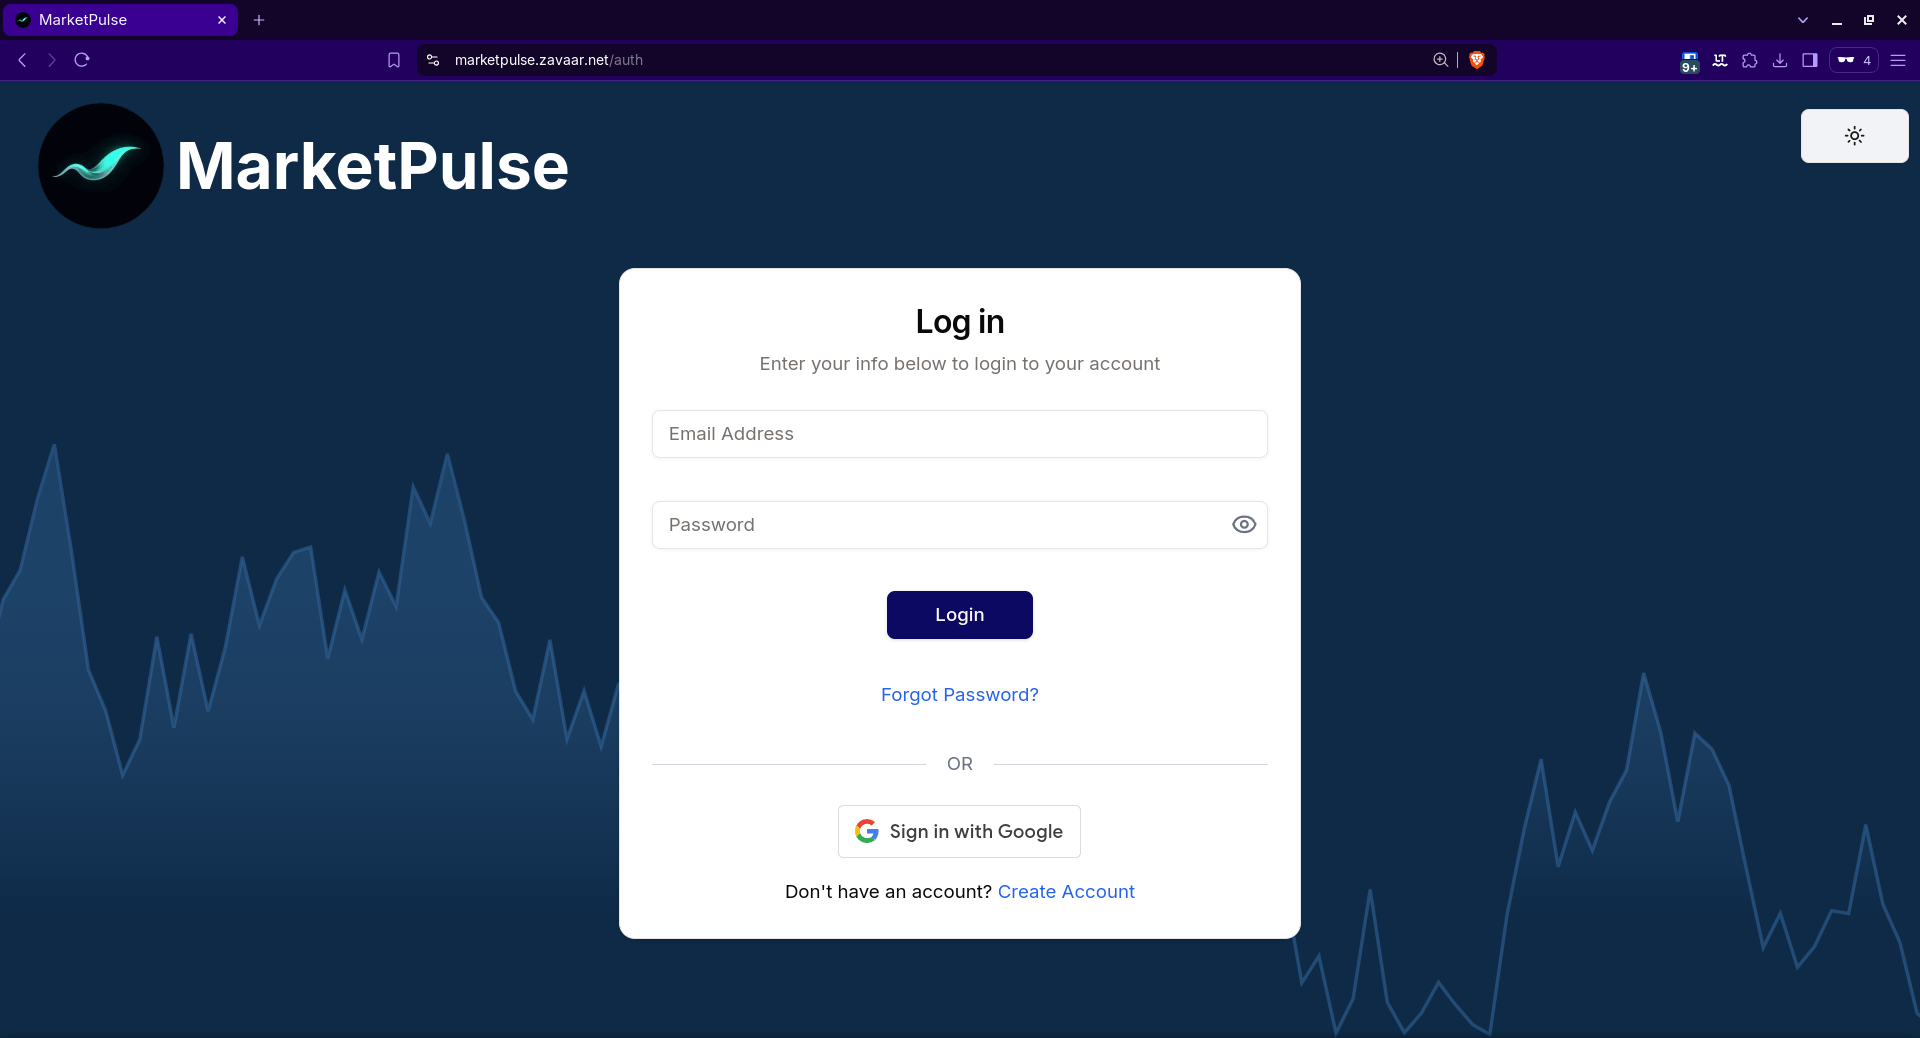 MarketPulse
marketpulse.zavaar.net/auth
9+
LT
4
MarketPulse
Log in
Enter your info below to login to your account
Email Address
Password
Login
Forgot Password?
OR
Sign in with Google
Don't have an account? Create Account